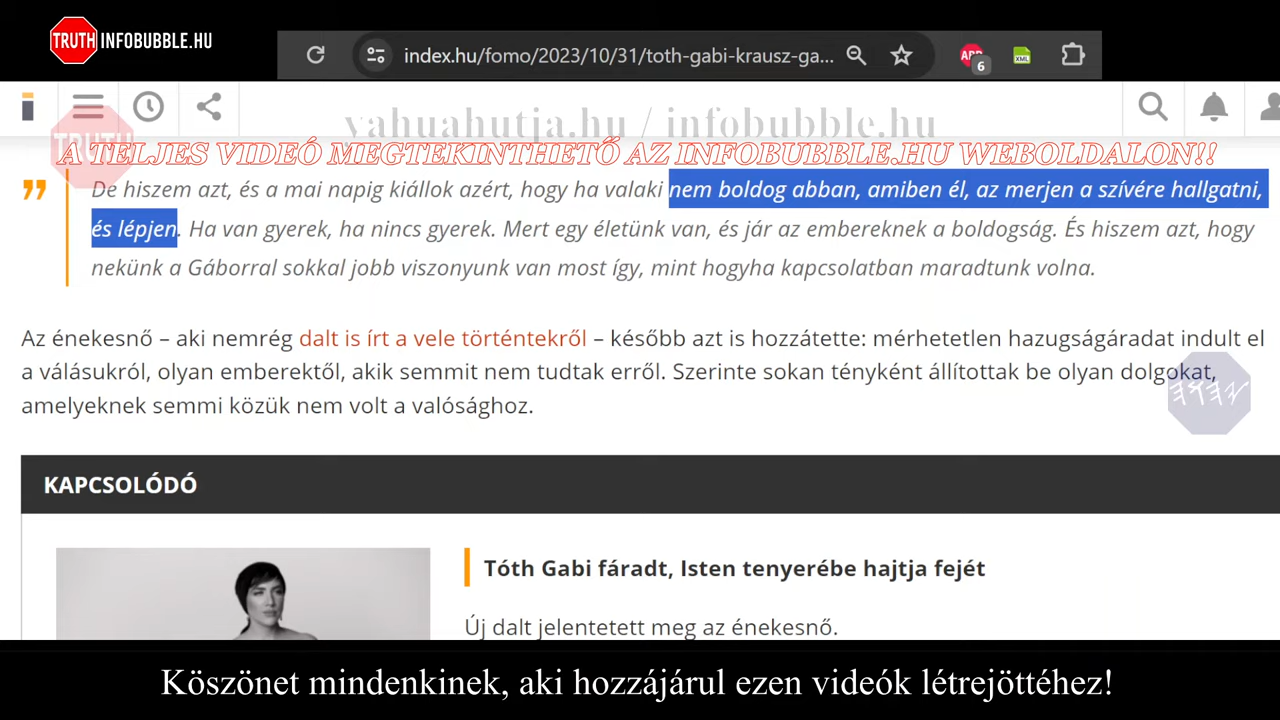 TRUTH INFOBUBBLE.HU
index.hu/fomo/2023/10/31/toth-gabi-krausz-ga...
ABP
6
XML
yahuahutja.hu / infobubble.hu
TRUTH
A TELJES VIDEÓ MEGTEKINTHETŐ AZ INFOBUBBLE.HU WEBOLDALON!!
” De hiszem azt, és a mai napig kiállok azért, hogy ha valaki nem boldog abban, amiben él, az merjen a szívére hallgatni,
és lépjen. Ha van gyerek, ha nincs gyerek. Mert egy életünk van, és jár az embereknek a boldogság. És hiszem azt, hogy
nekünk a Gáborral sokkal jobb viszonyunk van most így, mint hogyha kapcsolatban maradtunk volna.
Az énekesnő – aki nemrég dalt is írt a vele történtekről – később azt is hozzátette: mérhetetlen hazugságáradat indult el
a válásukról, olyan emberektől, akik semmit nem tudtak erről. Szerinte sokan tényként állítottak be olyan dolgokat,
amelyeknek semmi közük nem volt a valósághoz.
KAPCSOLÓDÓ
Tóth Gabi fáradt, Isten tenyerébe hajtja fejét
Új dalt jelentetett meg az énekesnő.
Köszönet mindenkinek, aki hozzájárul ezen videók létrejöttéhez!